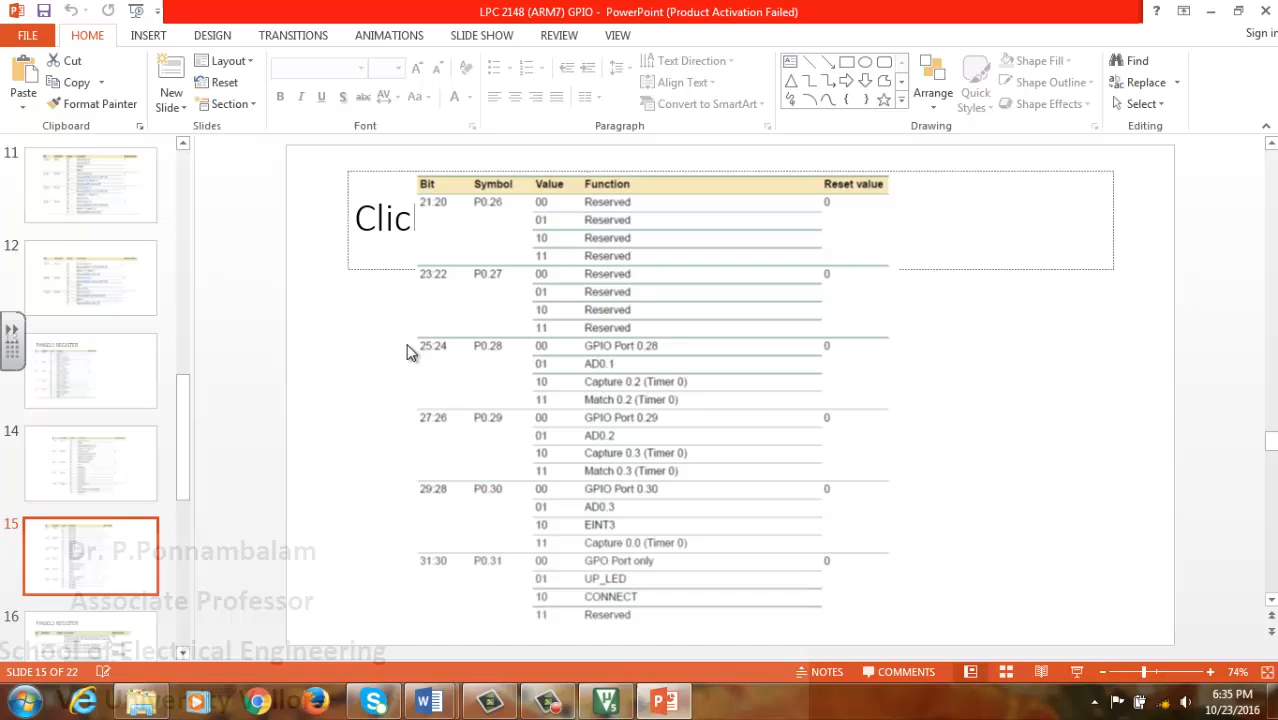 LPC 2148 (ARM7) GPIO - PowerPoint (Product Activation Failed)
FILE HOME INSERT DESIGN TRANSITIONS ANIMATIONS SLIDE SHOW REVIEW VIEW Sign in
Paste
Cut
Copy
Format Painter
Clipboard
New Slide
Layout
Reset
Section
Slides
Font
Text Direction
Align Text
Convert to SmartArt
Paragraph
Arrange
Quick Styles
Shape Fill
Shape Outline
Shape Effects
Drawing
Find
Replace
Select
Editing
11
12
PINSEL1 REGISTER
14
15
16
Clic
Bit Symbol Value Function Reset value
21:20 P0.26 00 Reserved 0
01 Reserved
10 Reserved
11 Reserved
23:22 P0.27 00 Reserved 0
01 Reserved
10 Reserved
11 Reserved
25:24 P0.28 00 GPIO Port 0.28 0
01 AD0.1
10 Capture 0.2 (Timer 0)
11 Match 0.2 (Timer 0)
27:26 P0.29 00 GPIO Port 0.29 0
01 AD0.2
10 Capture 0.3 (Timer 0)
11 Match 0.3 (Timer 0)
29:28 P0.30 00 GPIO Port 0.30 0
01 AD0.3
10 EINT3
11 Capture 0.0 (Timer 0)
31:30 P0.31 00 GPO Port only 0
01 UP_LED
10 CONNECT
11 Reserved
Dr. P.Ponnambalam
Associate Professor
School of Electrical Engineering
SLIDE 15 OF 22 NOTES COMMENTS 74%
6:35 PM
10/23/2016